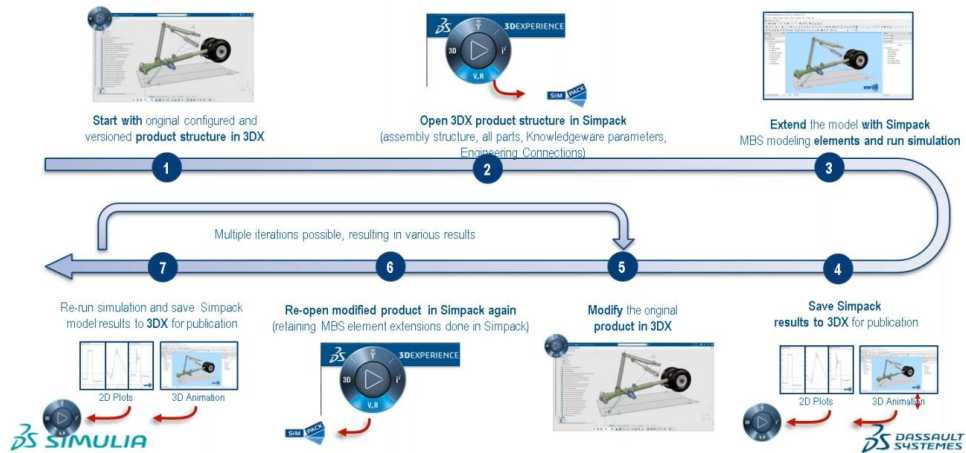 3DEXPERIENCE
3D
V.R
SIM PACK
Start with original configured and
versioned product structure in 3DX
Open 3DX product structure in Simpack
(assembly structure, all parts, Knowledgeware parameters,
Engineering Connections)
Extend the model with Simpack
MBS modeling elements and run simulation
1
2
3
Multiple iterations possible, resulting in various results
7
6
5
4
Re-run simulation and save Simpack
model results to 3DX for publication
Re-open modified product in Simpack again
(retaining MBS element extensions done in Simpack)
Modify the original
product in 3DX
Save Simpack
results to 3DX for publication
3DEXPERIENCE
3D
V.R
SIM PACK
2D Plots
3D Animation
2D Plots
3D Animation
SIMULIA
DASSAULT
SYSTEMES